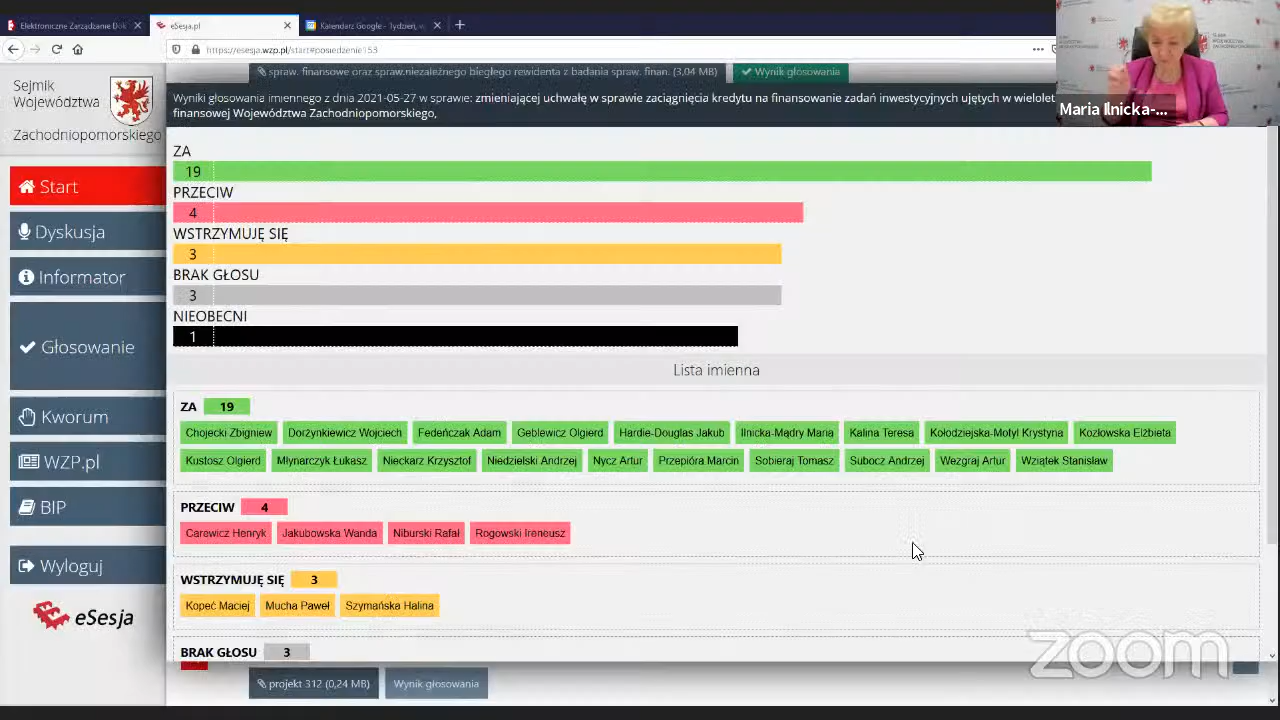 Elektroniczne Zarządzanie Dok
eSesja.pl
Kalendarz Google - Tydzień, w
https://esesja.wzp.pl/start#posiedzenie153
Sejmik
Województwa
Zachodniopomorskiego
Start
Dyskusja
Informator
Głosowanie
Kworum
WZP.pl
BIP
Wyloguj
eSesja
spraw. finansowe oraz spraw.niezależnego biegłego rewidenta z badania spraw. finan. (3,04 MB)
Wynik głosowania
Wyniki głosowania imiennego z dnia 2021-05-27 w sprawie: zmieniającej uchwałę w sprawie zaciągnięcia kredytu na finansowanie zadań inwestycyjnych ujętych w wielolet
finansowej Województwa Zachodniopomorskiego,
Maria Ilnicka-...
ZA
19
PRZECIW
4
WSTRZYMUJĘ SIĘ
3
BRAK GŁOSU
3
NIEOBECNI
1
Lista imienna
ZA 19
Chojecki Zbigniew Dorżynkiewicz Wojciech Fedeńczak Adam Geblewicz Olgierd Hardie-Douglas Jakub Ilnicka-Mądry Maria Kalina Teresa Kołodziejska-Motyl Krystyna Kozłowska Elżbieta
Kustosz Olgierd Młynarczyk Łukasz Nieckarz Krzysztof Niedzielski Andrzej Nycz Artur Przepióra Marcin Sobieraj Tomasz Subocz Andrzej Wezgraj Artur Wziątek Stanisław
PRZECIW 4
Carewicz Henryk Jakubowska Wanda Niburski Rafał Rogowski Ireneusz
WSTRZYMUJĘ SIĘ 3
Kopeć Maciej Mucha Paweł Szymańska Halina
BRAK GŁOSU 3
projekt 312 (0,24 MB) Wynik głosowania
zoom